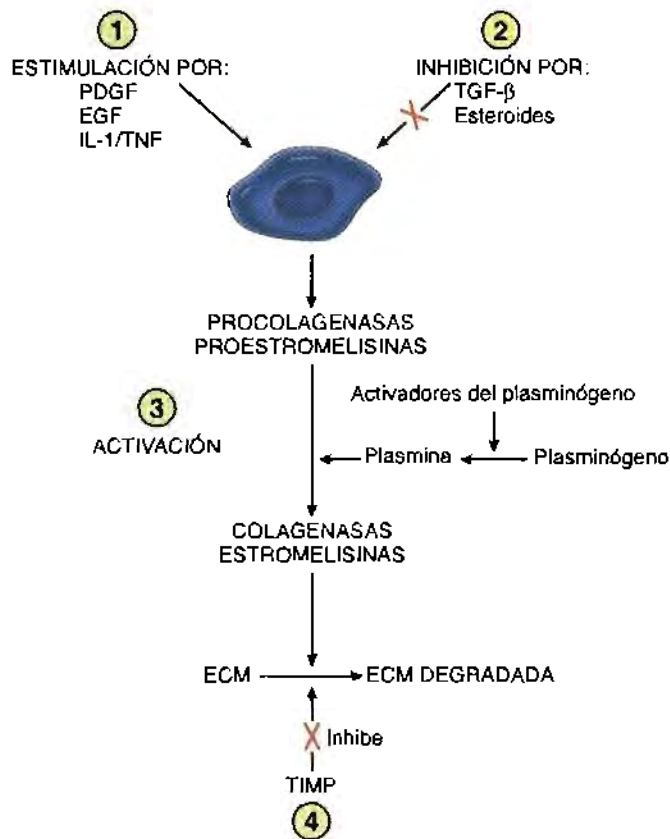 1
ESTIMULACIÓN POR:
PDGF
EGF
IL-1/TNF
2
INHIBICIÓN POR:
TGF-β
Esteroides
PROCOLAGENASAS
PROESTROMELISINAS
3
ACTIVACIÓN
Activadores del plasminógeno
Plasmina
Plasminógeno
COLAGENASAS
ESTROMELISINAS
ECM
ECM DEGRADADA
Inhibe
TIMP
4